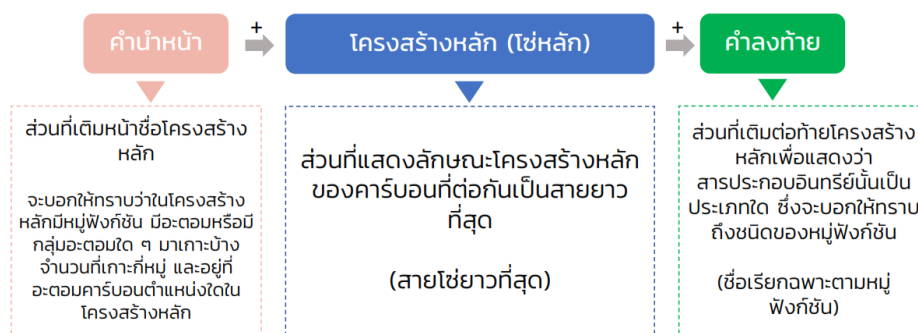 คำนำหน้า
+
โครงสร้างหลัก (โซ่หลัก)
+
คำลงท้าย
ส่วนที่เติมหน้าชื่อโครงสร้าง
หลัก
จะบอกให้ทราบว่าในโครงสร้าง
หลักมีหมู่ฟังก์ชัน มีอะตอมหรือมี
กลุ่มอะตอมใด ๆ มาเกาะบ้าง
จำนวนที่เกาะกี่หมู่ และอยู่ที่
อะตอมคาร์บอนตำแหน่งใดใน
โครงสร้างหลัก
ส่วนที่แสดงลักษณะโครงสร้างหลัก
ของคาร์บอนที่ต่อกันเป็นสายยาว
ที่สุด
(สายโซ่ยาวที่สุด)
ส่วนที่เติมต่อท้ายโครงสร้าง
หลักเพื่อแสดงว่า
สารประกอบอินทรีย์นั้นเป็น
ประเภทใด ซึ่งจะบอกให้ทราบ
ถึงชนิดของหมู่ฟังก์ชัน
(ชื่อเรียกฉพาะตามหมู่
ฟังก์ชัน)